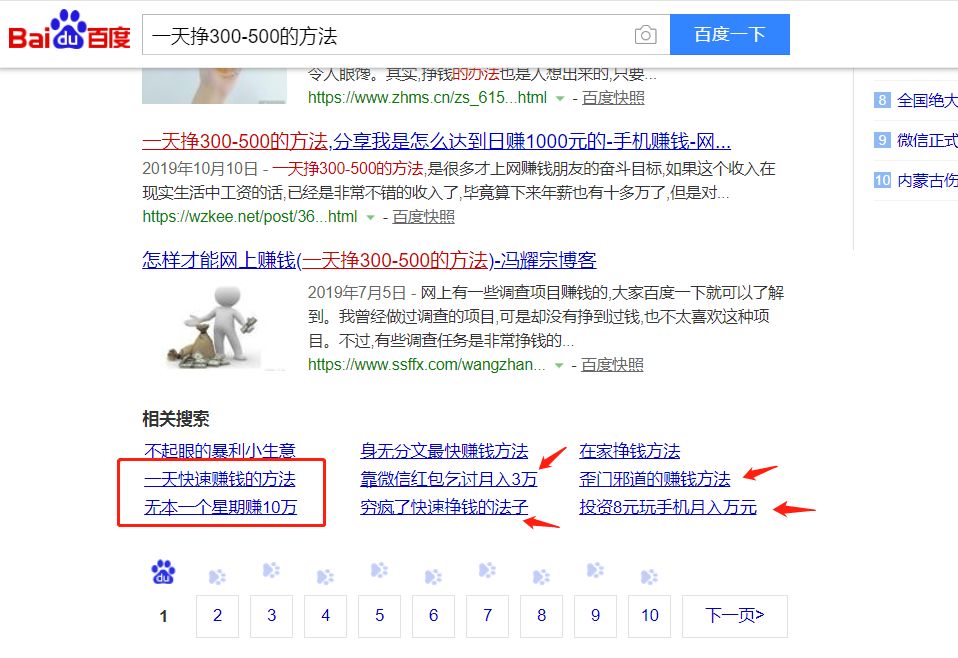 Bai du 百度
一天挣300-500的方法
百度一下
令人眼馋。其实,挣钱的办法也是人想出来的,只要...
https://www.zhms.cn/zs_615...html - 百度快照
8 全国绝大
一天挣300-500的方法,分享我是怎么达到日赚1000元的-手机赚钱-网...
9 微信正式
2019年10月10日 - 一天挣300-500的方法,是很多才上网赚钱朋友的奋斗目标,如果这个收入在
10 内蒙古伤
现实生活中工资的话,已经是非常不错的收入了,毕竟算下来年薪也有十多万了,但是对...
https://wzkee.net/post/36...html - 百度快照
怎样才能网上赚钱(一天挣300-500的方法)-冯耀宗博客
2019年7月5日 - 网上有一些调查项目赚钱的,大家百度一下就可以了解
到。我曾经做过调查的项目,可是却没有挣到过钱,也不太喜欢这种项
目。不过,有些调查任务是非常挣钱的...
https://www.ssffx.com/wangzhan... - 百度快照
相关搜索
不起眼的暴利小生意 身无分文最快赚钱方法 在家挣钱方法
一天快速赚钱的方法 靠微信红包乞讨月入3万 歪门邪道的赚钱方法
无本一个星期赚10万 穷疯了快速挣钱的法子 投资8元玩手机月入万元
du
1 2 3 4 5 6 7 8 9 10 下一页>